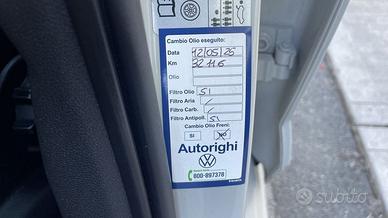 Cambio Olio eseguito:
Data 12/05/25
Km 32116
Olio
Filtro Olio SI
Filtro Aria /
Filtro Carb. /
Filtro Antipoll. SI
Cambio Olio Freni:
SI NO
Autorighi
800-897378
subito